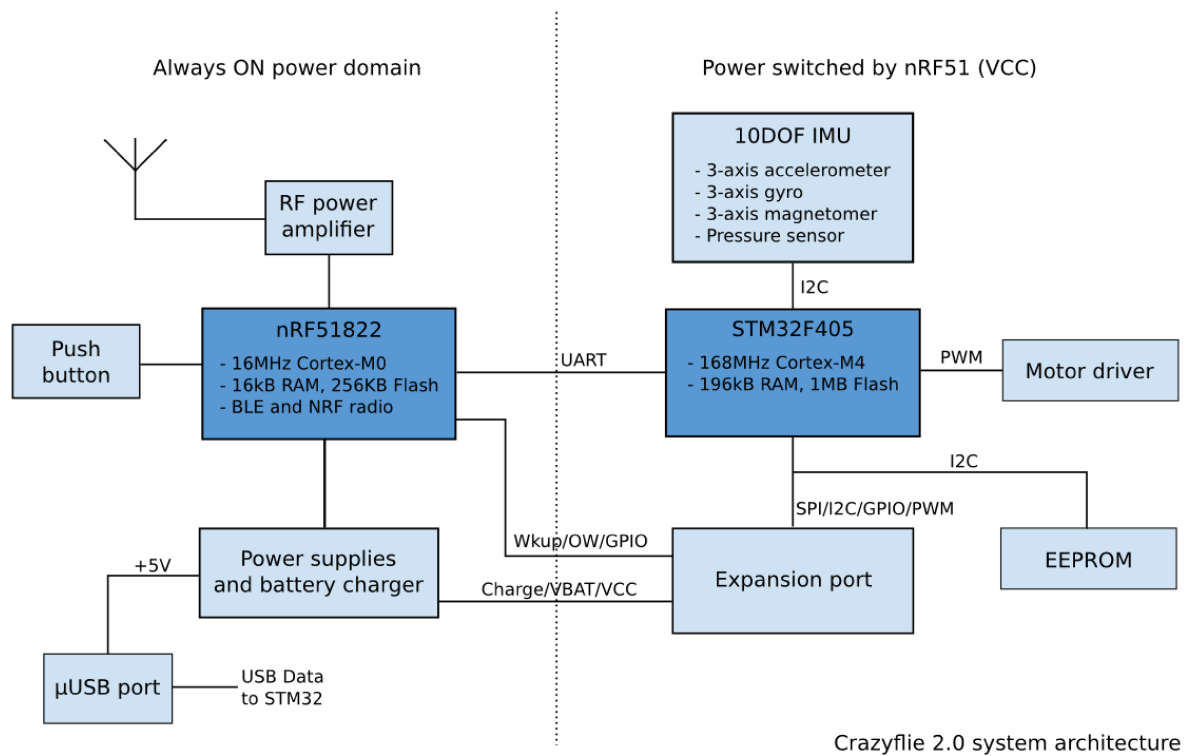 Always ON power domain
Power switched by nRF51 (VCC)
10DOF IMU
- 3-axis accelerometer
- 3-axis gyro
- 3-axis magnetomer
- Pressure sensor
RF power
amplifier
I2C
nRF51822
- 16MHz Cortex-M0
- 16kB RAM, 256KB Flash
- BLE and NRF radio
Push
button
UART
STM32F405
- 168MHz Cortex-M4
- 196kB RAM, 1MB Flash
PWM
Motor driver
I2C
SPI/I2C/GPIO/PWM
Wkup/OW/GPIO
Power supplies
and battery charger
+5V
Charge/VBAT/VCC
Expansion port
EEPROM
µUSB port
USB Data
to STM32
Crazyflie 2.0 system architecture